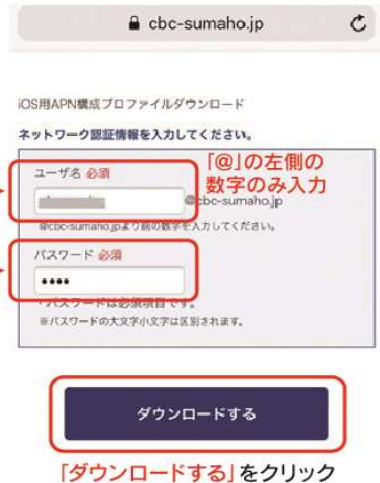 cbc-sumaho.jp
iOS用APN構成プロファイルダウンロード
ネットワーク認証情報を入力してください。
ユーザ名 必須
「@」の左側の
数字のみ入力
@cbc-sumaho.jp
@cbc-sumaho.jpより前の数字を入力してください。
パスワード 必須
••••
・パスワードは必須項目です。
※パスワードの大文字小文字は区別されます。
ダウンロードする
「ダウンロードする」をクリック